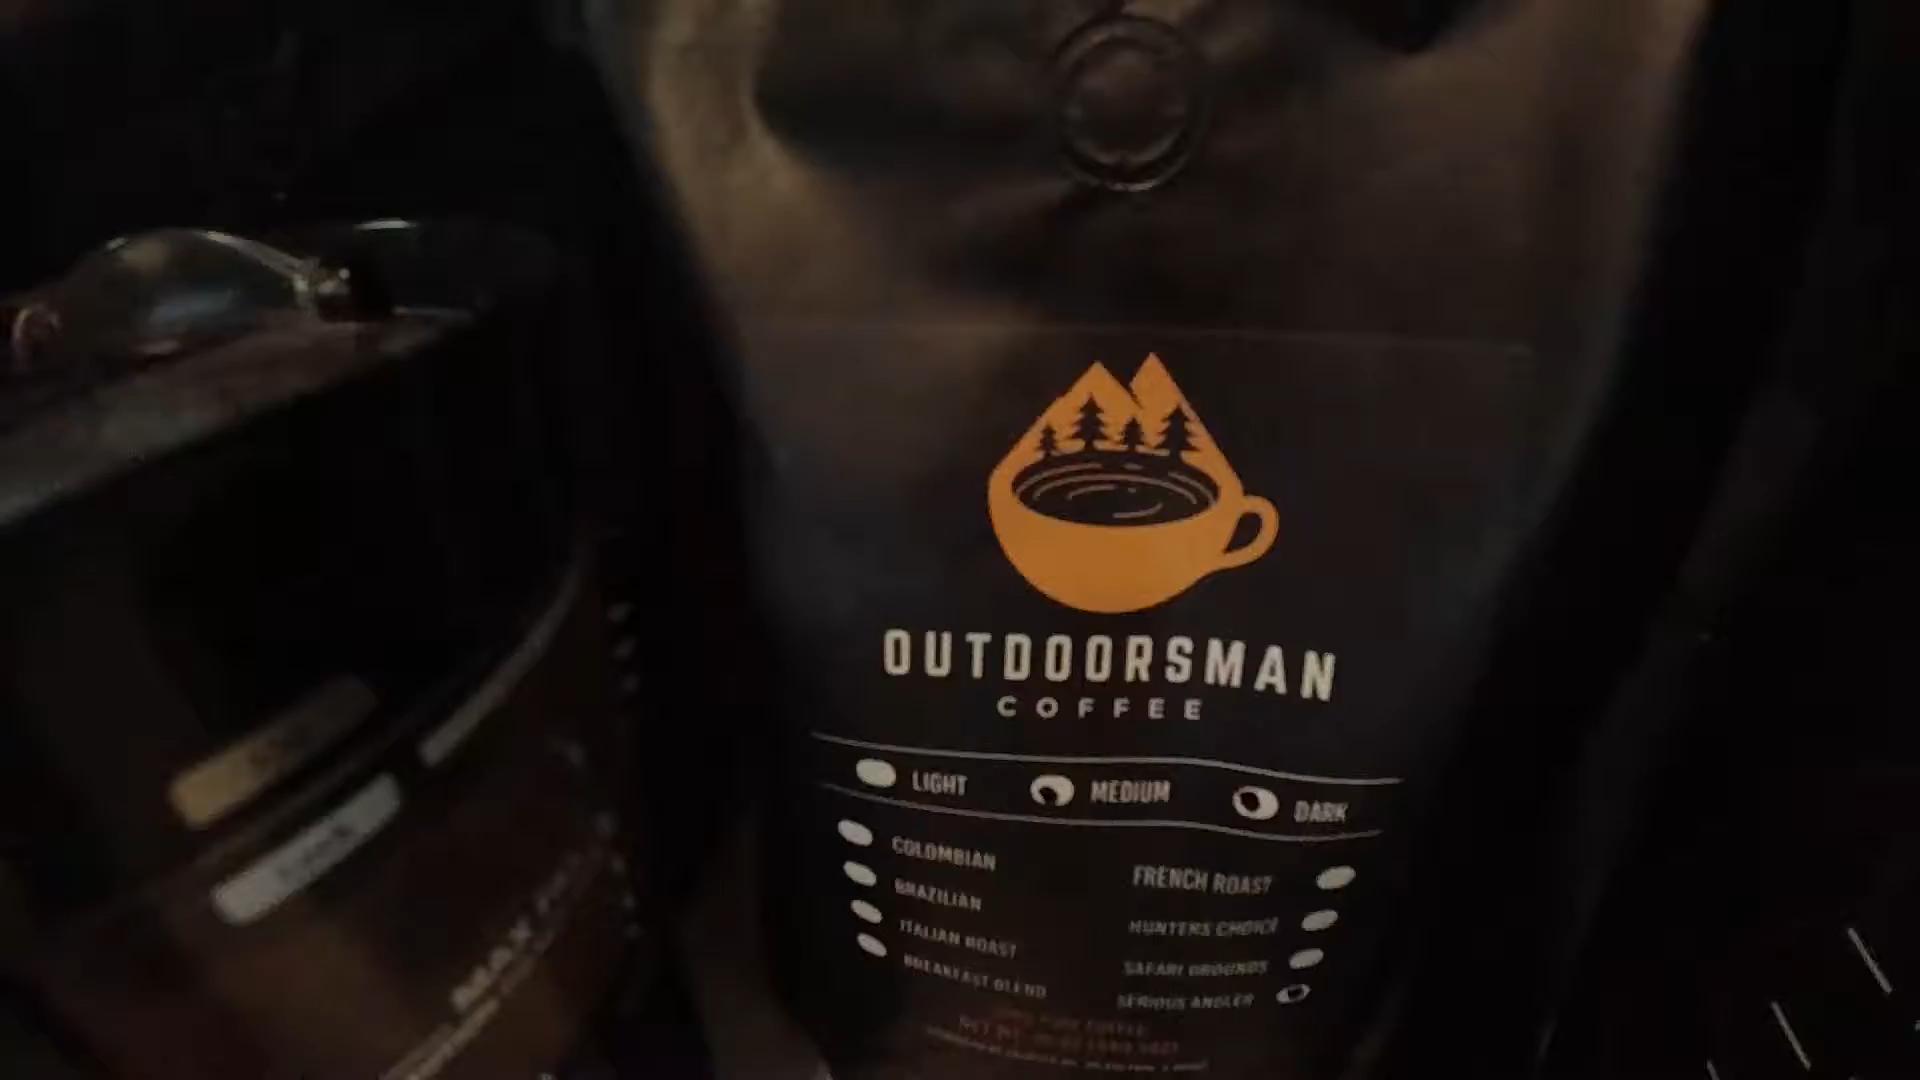 OUTDOORSMAN
COFFEE
LIGHT MEDIUM DARK
COLOMBIAN
BRAZILIAN
ITALIAN ROAST
BREAKFAST BLEND
FRENCH ROAST
HUNTERS CHOICE
SAFARI GROUNDS
SERIOUS ANGLER
MAX